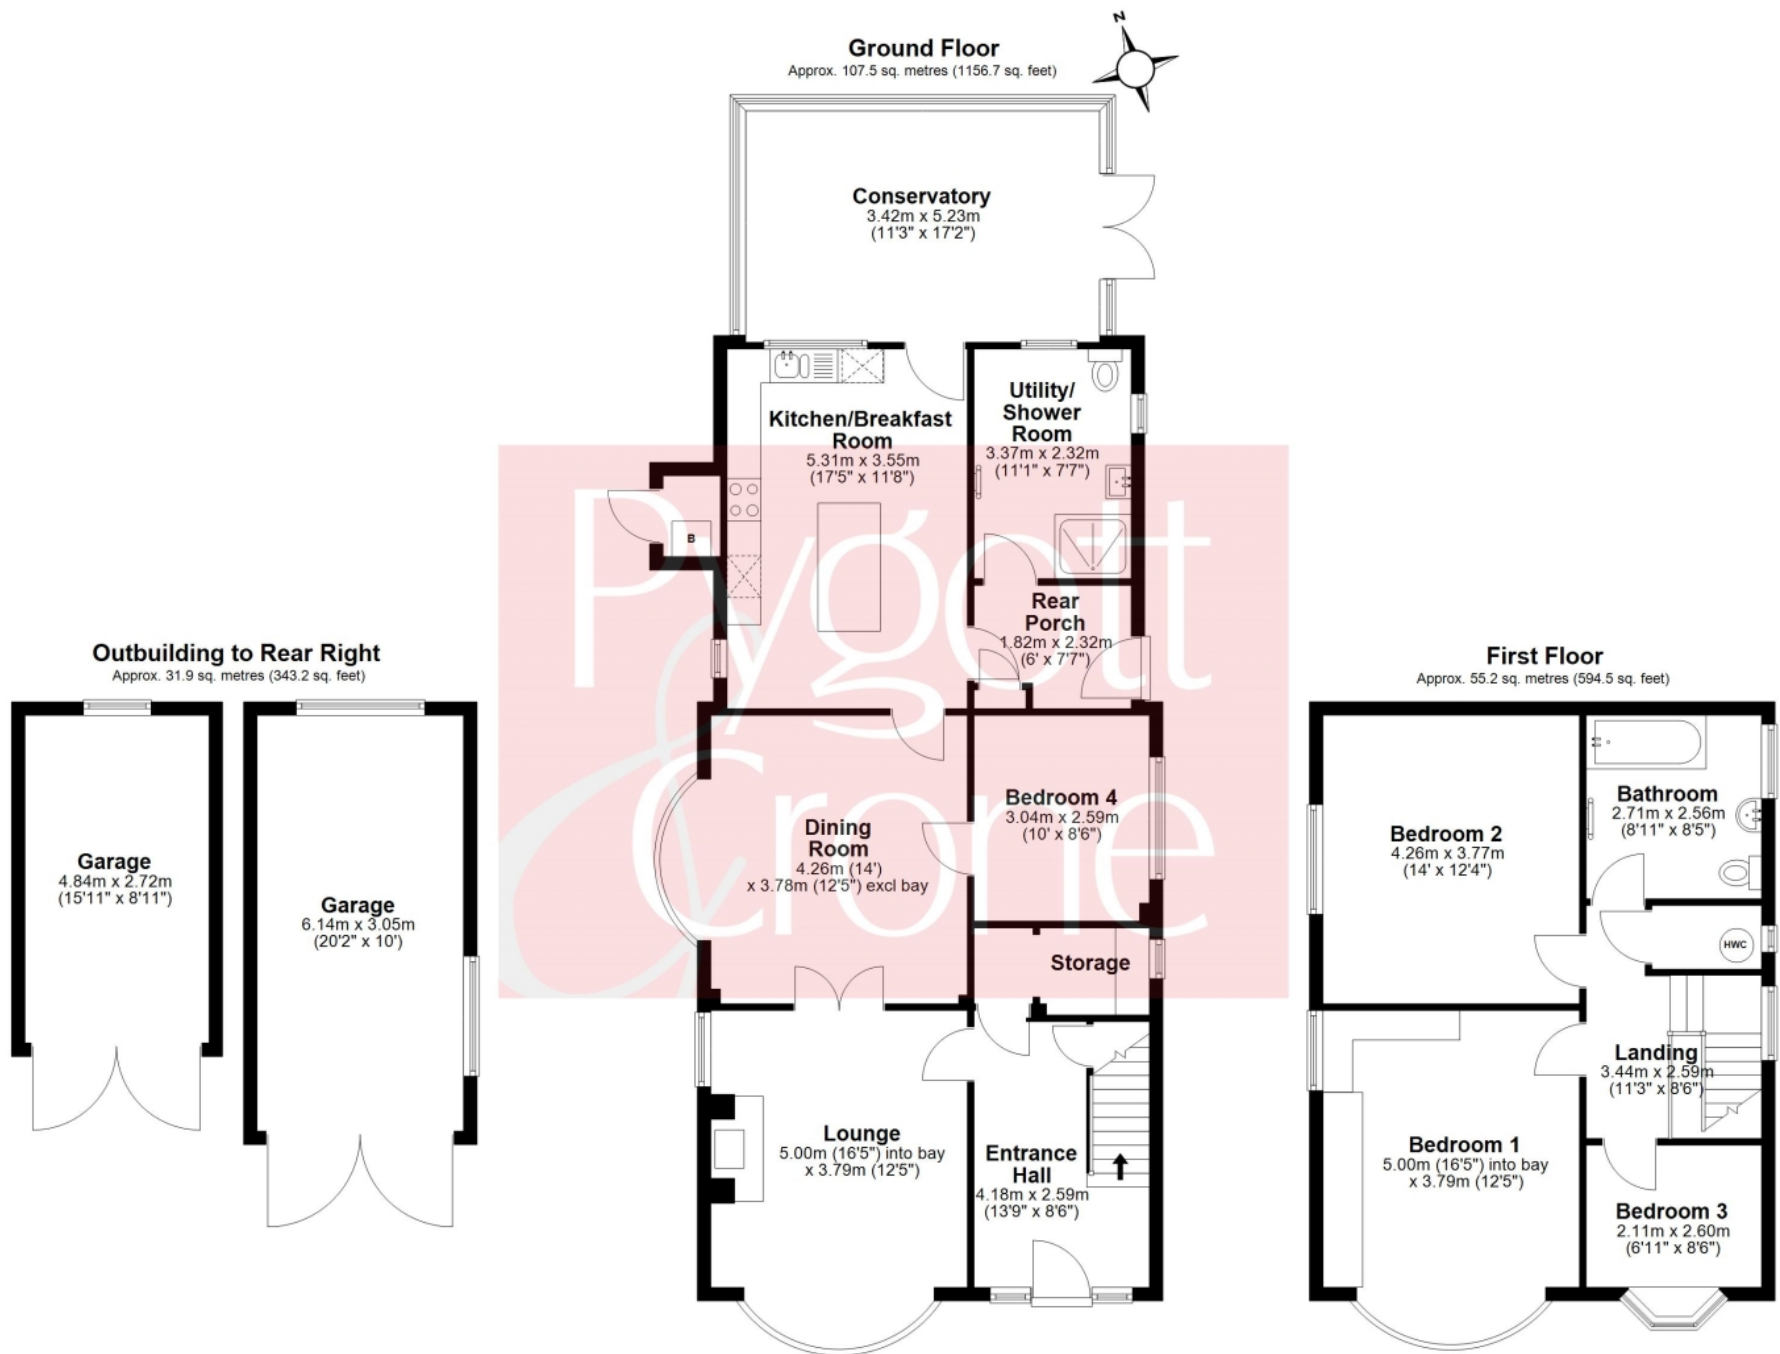 N
Ground Floor
Approx. 107.5 sq. metres (1156.7 sq. feet)
Conservatory
3.42m x 5.23m
(11'3" x 17'2")
Kitchen/Breakfast
Room
5.31m x 3.55m
(17'5" x 11'8")
Utility/
Shower
Room
3.37m x 2.32m
(11'1" x 7'7")
B
Rear
Porch
1.82m x 2.32m
(6' x 7'7")
Dining
Room
4.26m (14')
x 3.78m (12'5") excl bay
Bedroom 4
3.04m x 2.59m
(10' x 8'6")
Storage
Lounge
5.00m (16'5") into bay
x 3.79m (12'5")
Entrance
Hall
4.18m x 2.59m
(13'9" x 8'6")
Pygott
& Crone
Outbuilding to Rear Right
Approx. 31.9 sq. metres (343.2 sq. feet)
Garage
4.84m x 2.72m
(15'11" x 8'11")
Garage
6.14m x 3.05m
(20'2" x 10')
First Floor
Approx. 55.2 sq. metres (594.5 sq. feet)
Bedroom 2
4.26m x 3.77m
(14' x 12'4")
Bathroom
2.71m x 2.56m
(8'11" x 8'5")
HWC
Landing
3.44m x 2.59m
(11'3" x 8'6")
Bedroom 1
5.00m (16'5") into bay
x 3.79m (12'5")
Bedroom 3
2.11m x 2.60m
(6'11" x 8'6")